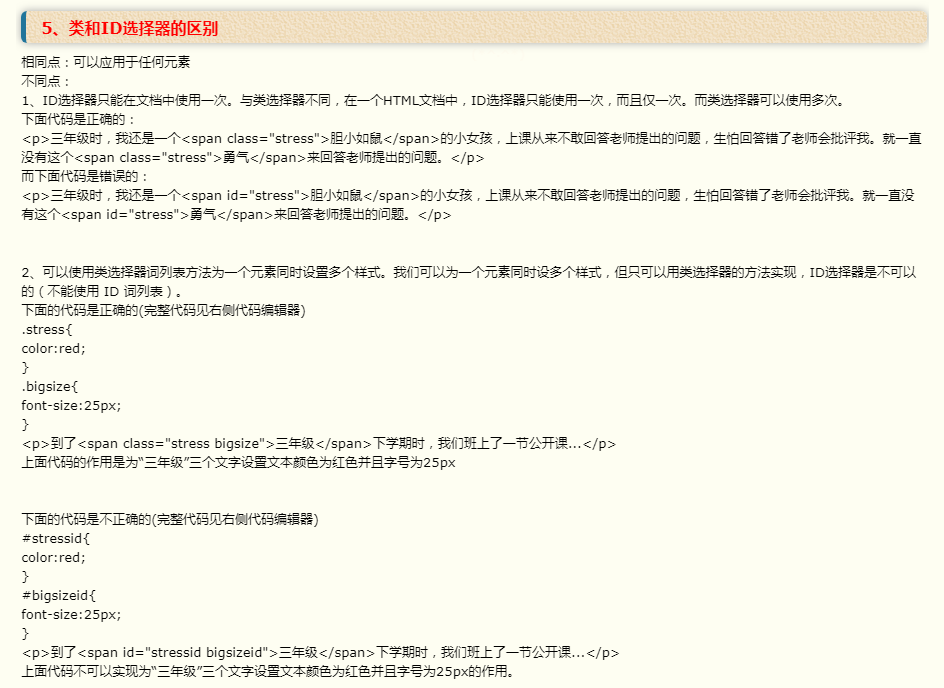 5、类和ID选择器的区别
相同点：可以应用于任何元素
不同点：
1、ID选择器只能在文档中使用一次。与类选择器不同，在一个HTML文档中，ID选择器只能使用一次，而且仅一次。而类选择器可以使用多次。
下面代码是正确的：
<p>三年级时，我还是一个<span class="stress">胆小如鼠</span>的小女孩，上课从来不敢回答老师提出的问题，生怕回答错了老师会批评我。就一直
没有这个<span class="stress">勇气</span>来回答老师提出的问题。</p>
而下面代码是错误的：
<p>三年级时，我还是一个<span id="stress">胆小如鼠</span>的小女孩，上课从来不敢回答老师提出的问题，生怕回答错了老师会批评我。就一直没
有这个<span id="stress">勇气</span>来回答老师提出的问题。</p>
2、可以使用类选择器词列表方法为一个元素同时设置多个样式。我们可以为一个元素同时设多个样式，但只可以用类选择器的方法实现，ID选择器是不可以
的（不能使用 ID 词列表）。
下面的代码是正确的(完整代码见右侧代码编辑器)
.stress{
color:red;
}
.bigsize{
font-size:25px;
}
<p>到了<span class="stress bigsize">三年级</span>下学期时，我们班上了一节公开课...</p>
上面代码的作用是为“三年级”三个文字设置文本颜色为红色并且字号为25px
下面的代码是不正确的(完整代码见右侧代码编辑器)
#stressid{
color:red;
}
#bigsizeid{
font-size:25px;
}
<p>到了<span id="stressid bigsizeid">三年级</span>下学期时，我们班上了一节公开课...</p>
上面代码不可以实现为“三年级”三个文字设置文本颜色为红色并且字号为25px的作用。